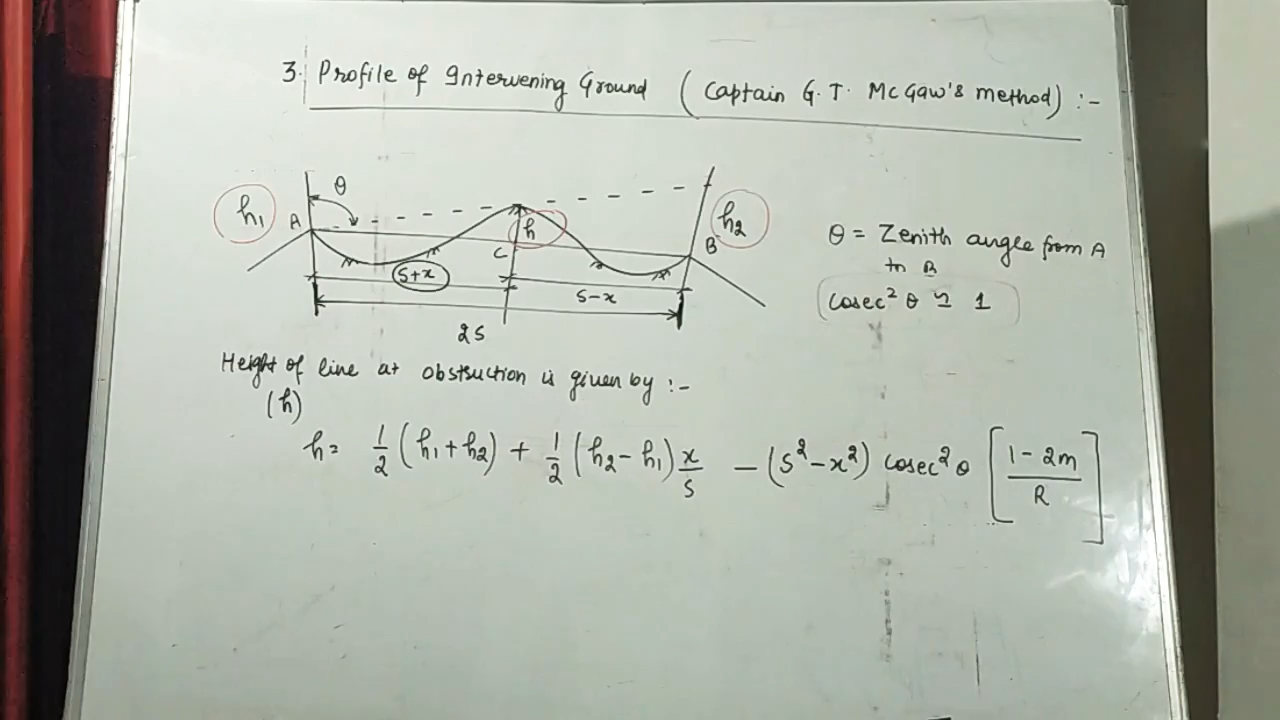 3. Profile of Intervening Ground (Captain G.T. McGaw's method) :-
θ
h₁ A h h₂
C B
S+x S-x
2S
θ = Zenith angle from A
to B
cosec² θ ≃ 1
Height of line at obstruction is given by :-
(h)
h = 1/2 (h₁ + h₂) + 1/2 (h₂ - h₁) x/s - (s² - x²) cosec² θ [1 - 2m / R]